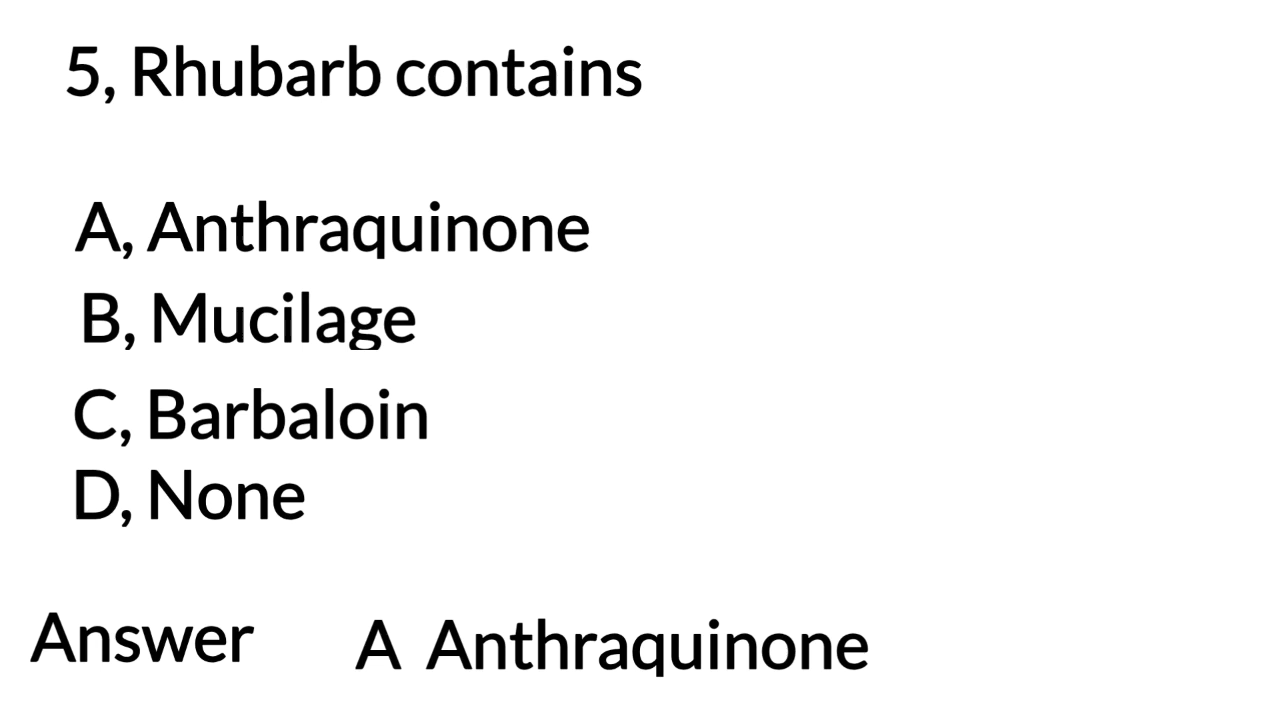 5, Rhubarb contains
A, Anthraquinone
B, Mucilage
C, Barbaloin
D, None
Answer A Anthraquinone